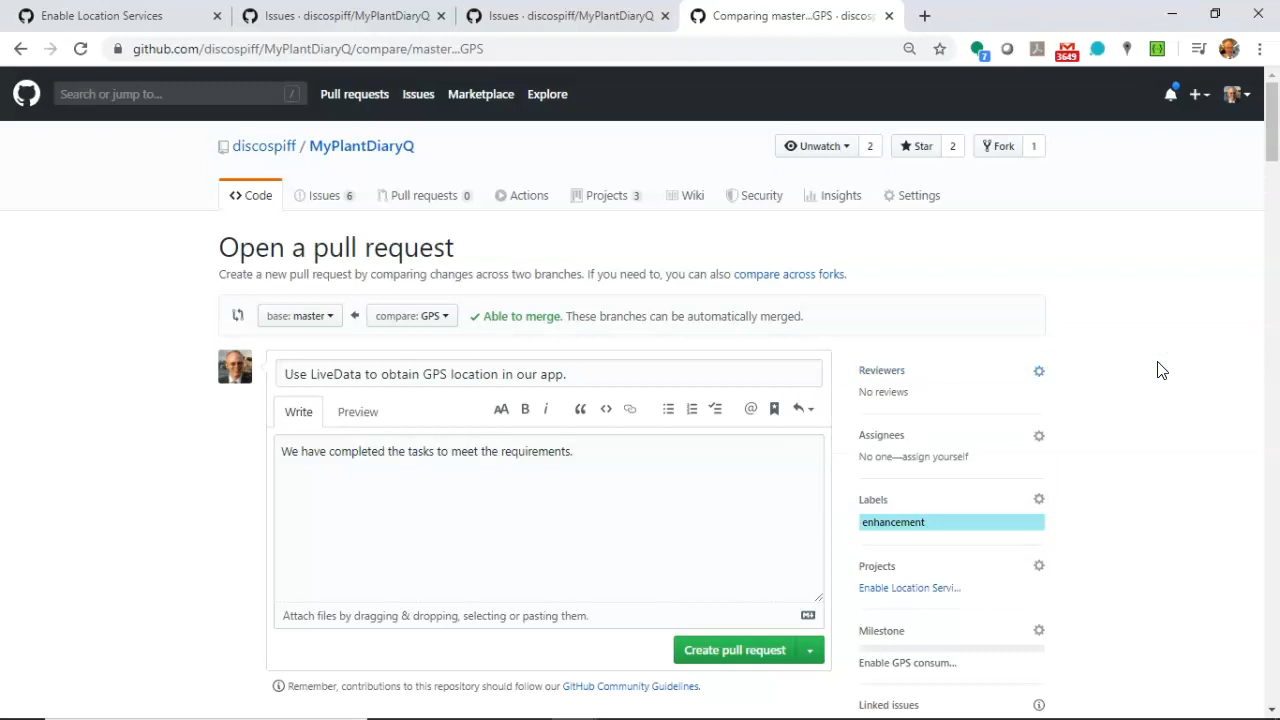 Enable Location Services
Issues · discospiff/MyPlantDiaryQ
Issues · discospiff/MyPlantDiaryQ
Comparing master...GPS · discos
github.com/discospiff/MyPlantDiaryQ/compare/master...GPS
7
3649
Search or jump to...
/
Pull requests
Issues
Marketplace
Explore
discospiff / MyPlantDiaryQ
Unwatch 2
Star 2
Fork 1
Code
Issues 6
Pull requests 0
Actions
Projects 3
Wiki
Security
Insights
Settings
Open a pull request
Create a new pull request by comparing changes across two branches. If you need to, you can also compare across forks.
base: master
compare: GPS
Able to merge. These branches can be automatically merged.
Use LiveData to obtain GPS location in our app.
Write
Preview
AA B i
@
We have completed the tasks to meet the requirements.
Attach files by dragging & dropping, selecting or pasting them.
Create pull request
Remember, contributions to this repository should follow our GitHub Community Guidelines.
Reviewers
No reviews
Assignees
No one—assign yourself
Labels
enhancement
Projects
Enable Location Servi...
Milestone
Enable GPS consum...
Linked issues